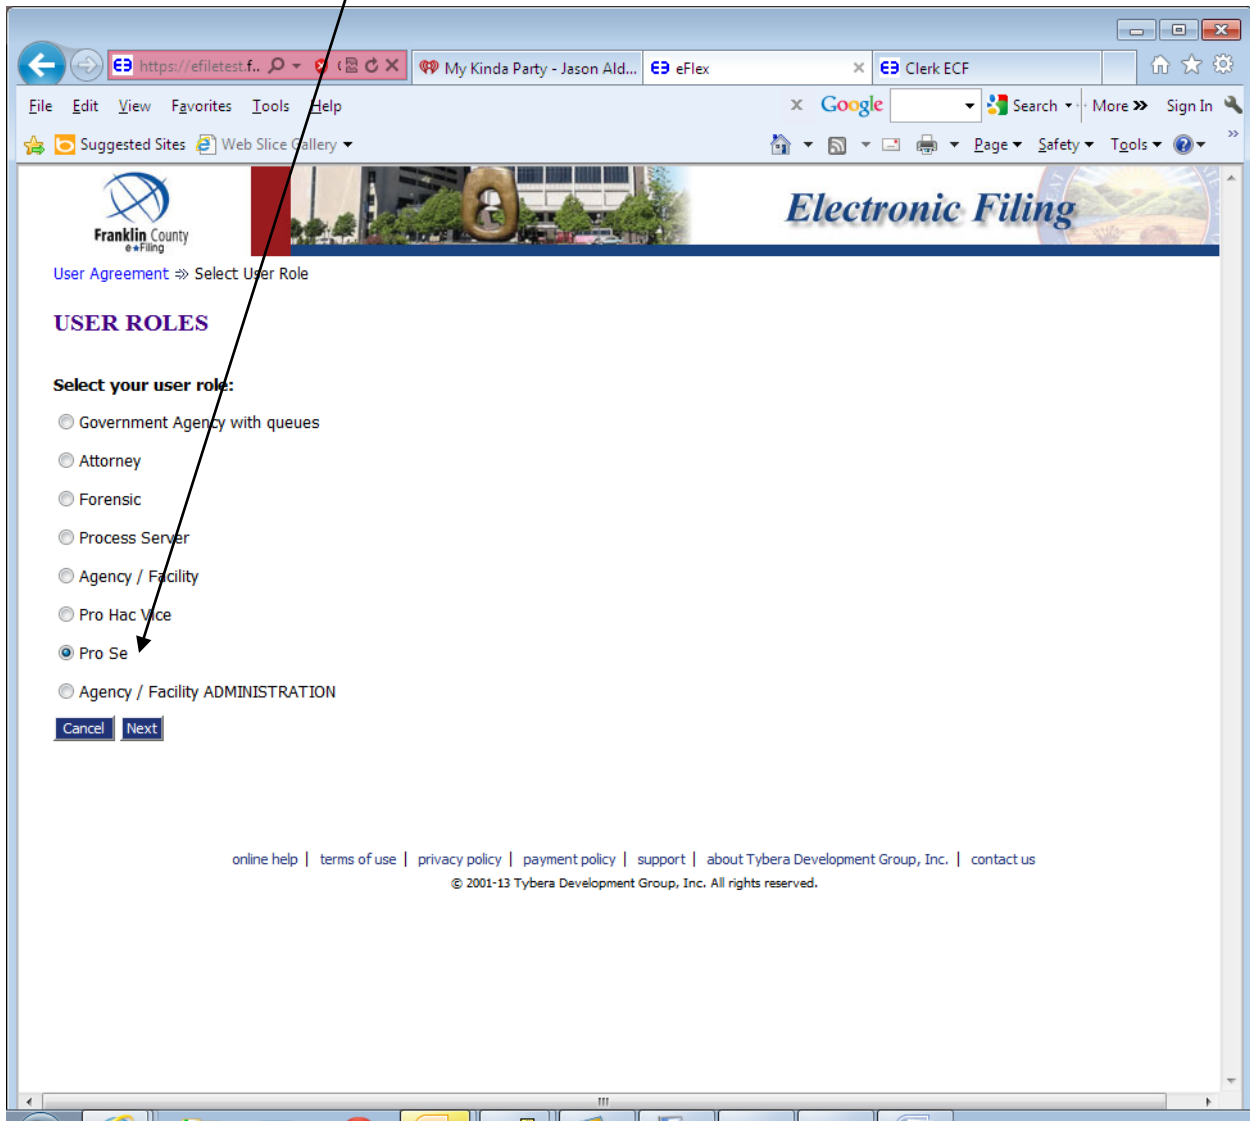 https://efiletest.f..
My Kinda Party - Jason Ald...
eFlex
Clerk ECF
File Edit View Favorites Tools Help
x Google Search More » Sign In
Suggested Sites Web Slice Gallery
Page Safety Tools
Franklin County
e★Filing
Electronic Filing
User Agreement ⇨ Select User Role
USER ROLES
Select your user role:
Government Agency with queues
Attorney
Forensic
Process Server
Agency / Facility
Pro Hac Vice
Pro Se
Agency / Facility ADMINISTRATION
Cancel Next
online help | terms of use | privacy policy | payment policy | support | about Tybera Development Group, Inc. | contact us
© 2001-13 Tybera Development Group, Inc. All rights reserved.